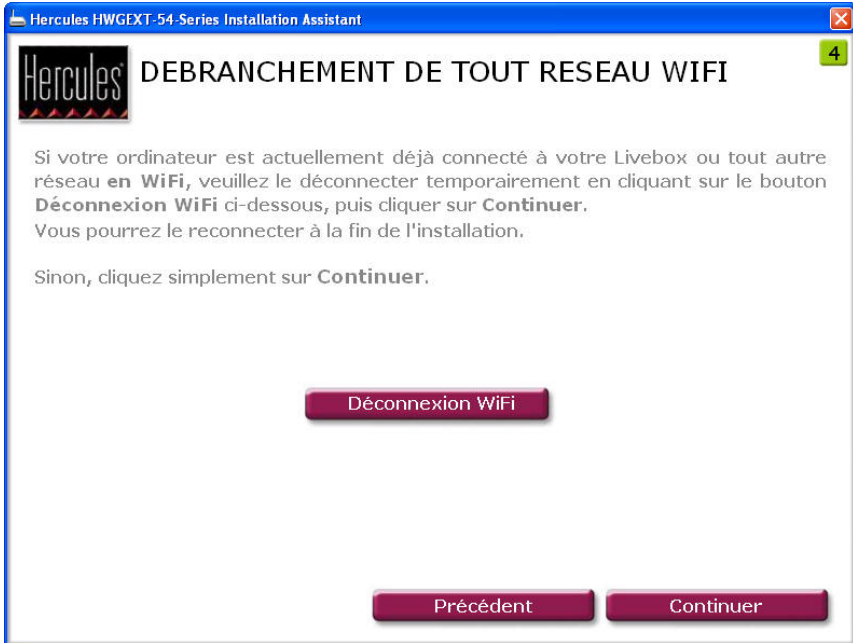 Hercules HWGEXT-54-Series Installation Assistant
Hercules
DEBRANCHEMENT DE TOUT RESEAU WIFI
4
Si votre ordinateur est actuellement déjà connecté à votre Livebox ou tout autre
réseau en WiFi, veuillez le déconnecter temporairement en cliquant sur le bouton
Déconnexion WiFi ci-dessous, puis cliquer sur Continuer.
Vous pourrez le reconnecter à la fin de l'installation.
Sinon, cliquez simplement sur Continuer.
Déconnexion WiFi
Précédent
Continuer